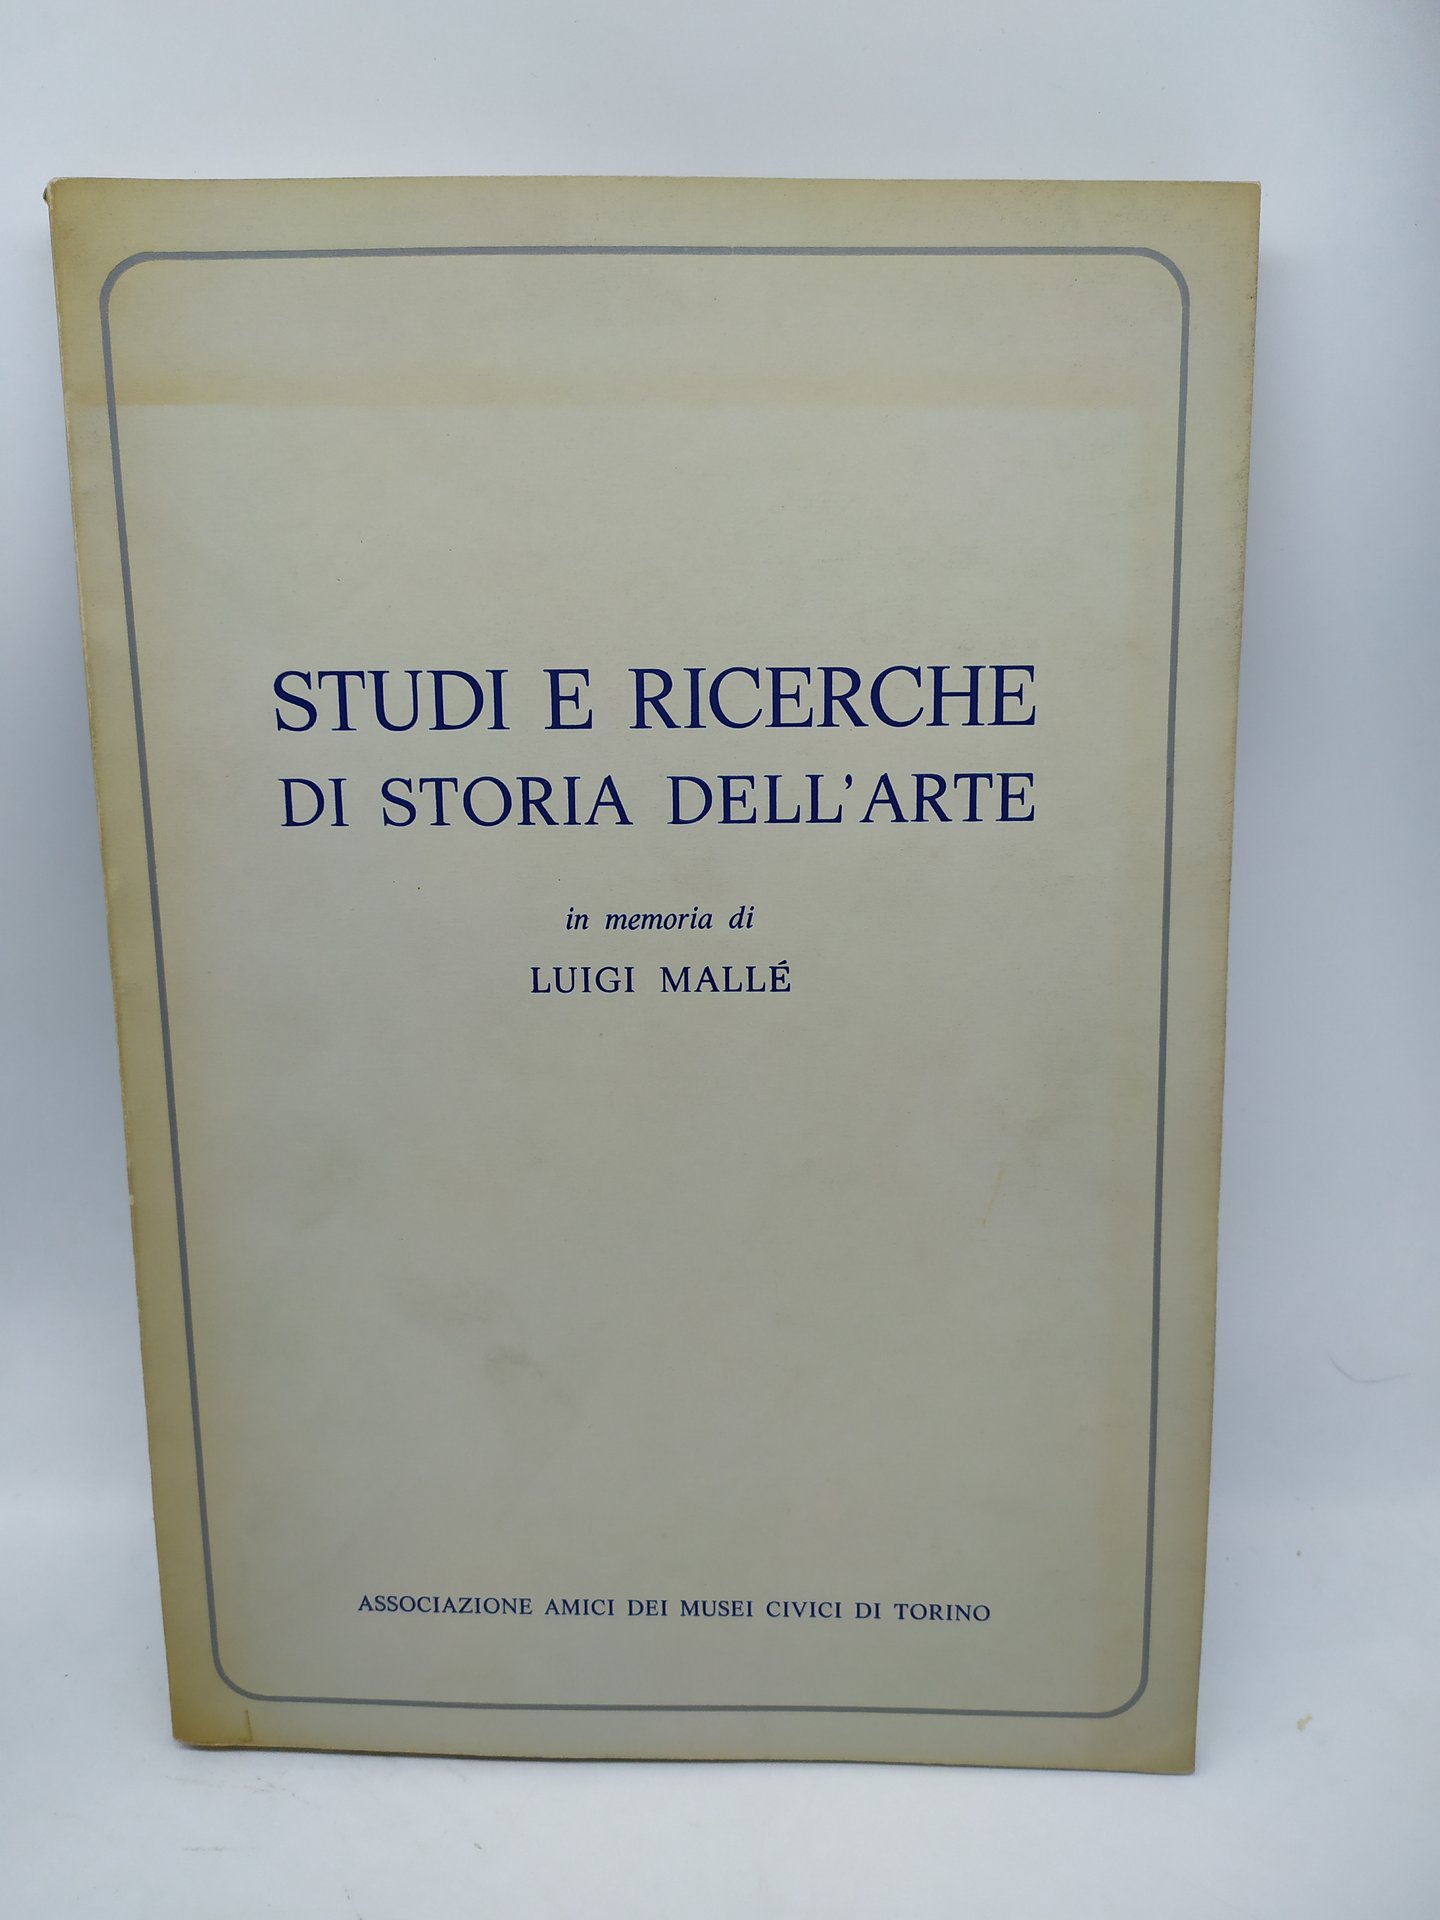 STUDI E RICERCHE
DI STORIA DELL'ARTE
in memoria di
LUIGI MALLÉ
ASSOCIAZIONE AMICI DEI MUSEI CIVICI DI TORINO